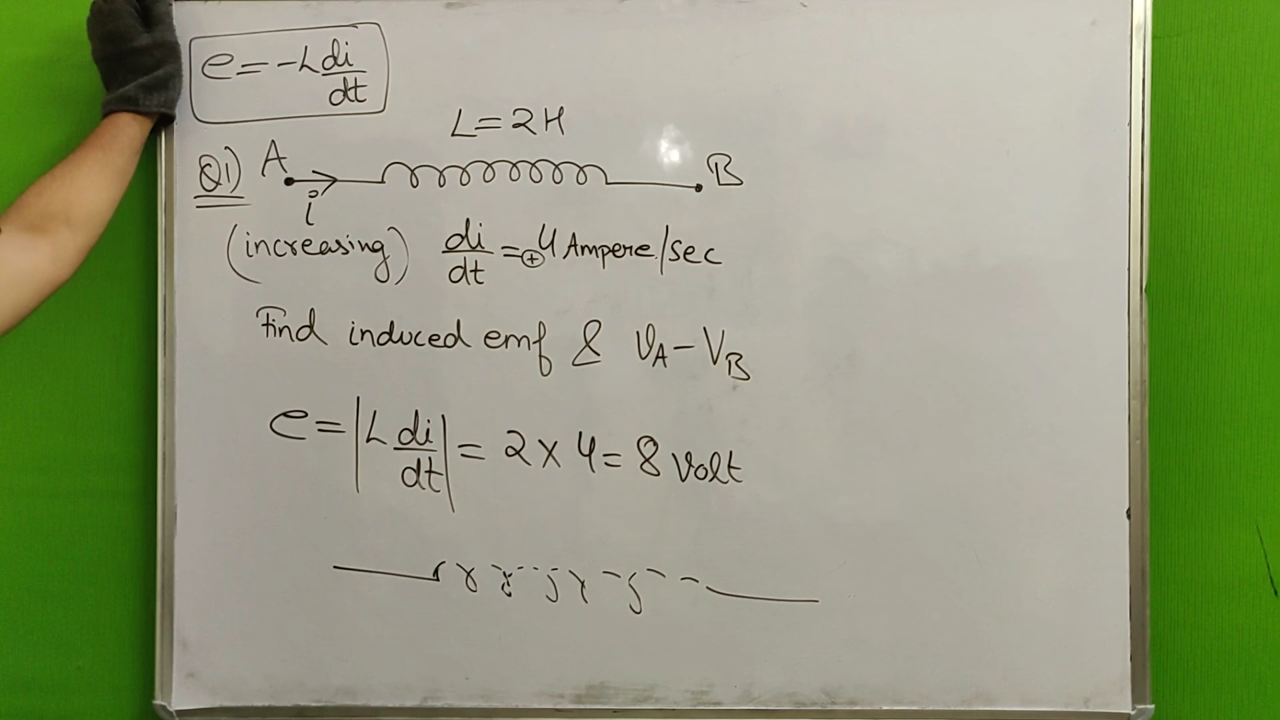 e = -L di/dt
L = 2H
Q1) A B
i
(increasing) di/dt = ⊕4 Ampere/sec
Find induced emf & VA - VB
e = |L di/dt| = 2 × 4 = 8 Volt